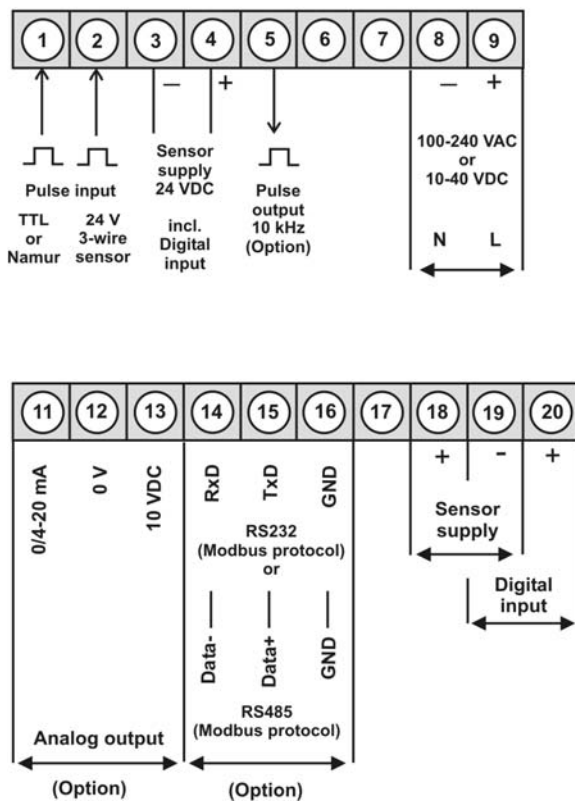 1 2 3 4 5 6 7 8 9
− + − +
Pulse input
TTL
or
Namur
24 V
3-wire
sensor
Sensor
supply
24 VDC
incl.
Digital
input
Pulse
output
10 kHz
(Option)
100-240 VAC
or
10-40 VDC
N L
11 12 13 14 15 16 17 18 19 20
+ - +
0/4-20 mA
0 V
10 VDC
RxD
TxD
GND
RS232
(Modbus protocol)
or
Data-
Data+
GND
RS485
(Modbus protocol)
Sensor
supply
Digital
input
Analog output
(Option)
(Option)